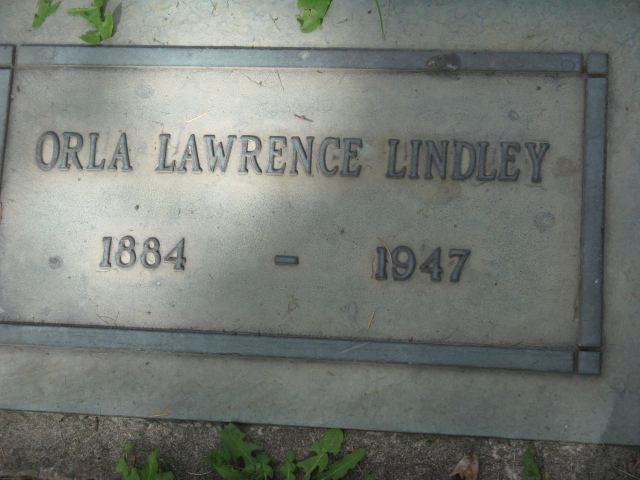 ORLA LAWRENCE LINDLEY
1884 - 1947